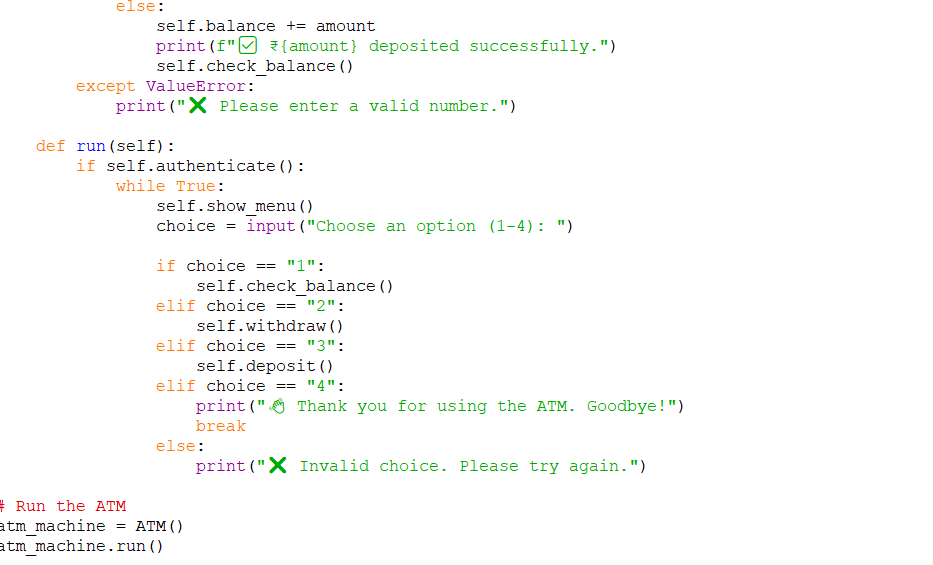 else:
self.balance += amount
print(f"✅ ₹{amount} deposited successfully.")
self.check_balance()
except ValueError:
print("❌ Please enter a valid number.")
def run(self):
if self.authenticate():
while True:
self.show_menu()
choice = input("Choose an option (1-4): ")
if choice == "1":
self.check_balance()
elif choice == "2":
self.withdraw()
elif choice == "3":
self.deposit()
elif choice == "4":
print("👋 Thank you for using the ATM. Goodbye!")
break
else:
print("❌ Invalid choice. Please try again.")
# Run the ATM
atm_machine = ATM()
atm_machine.run()